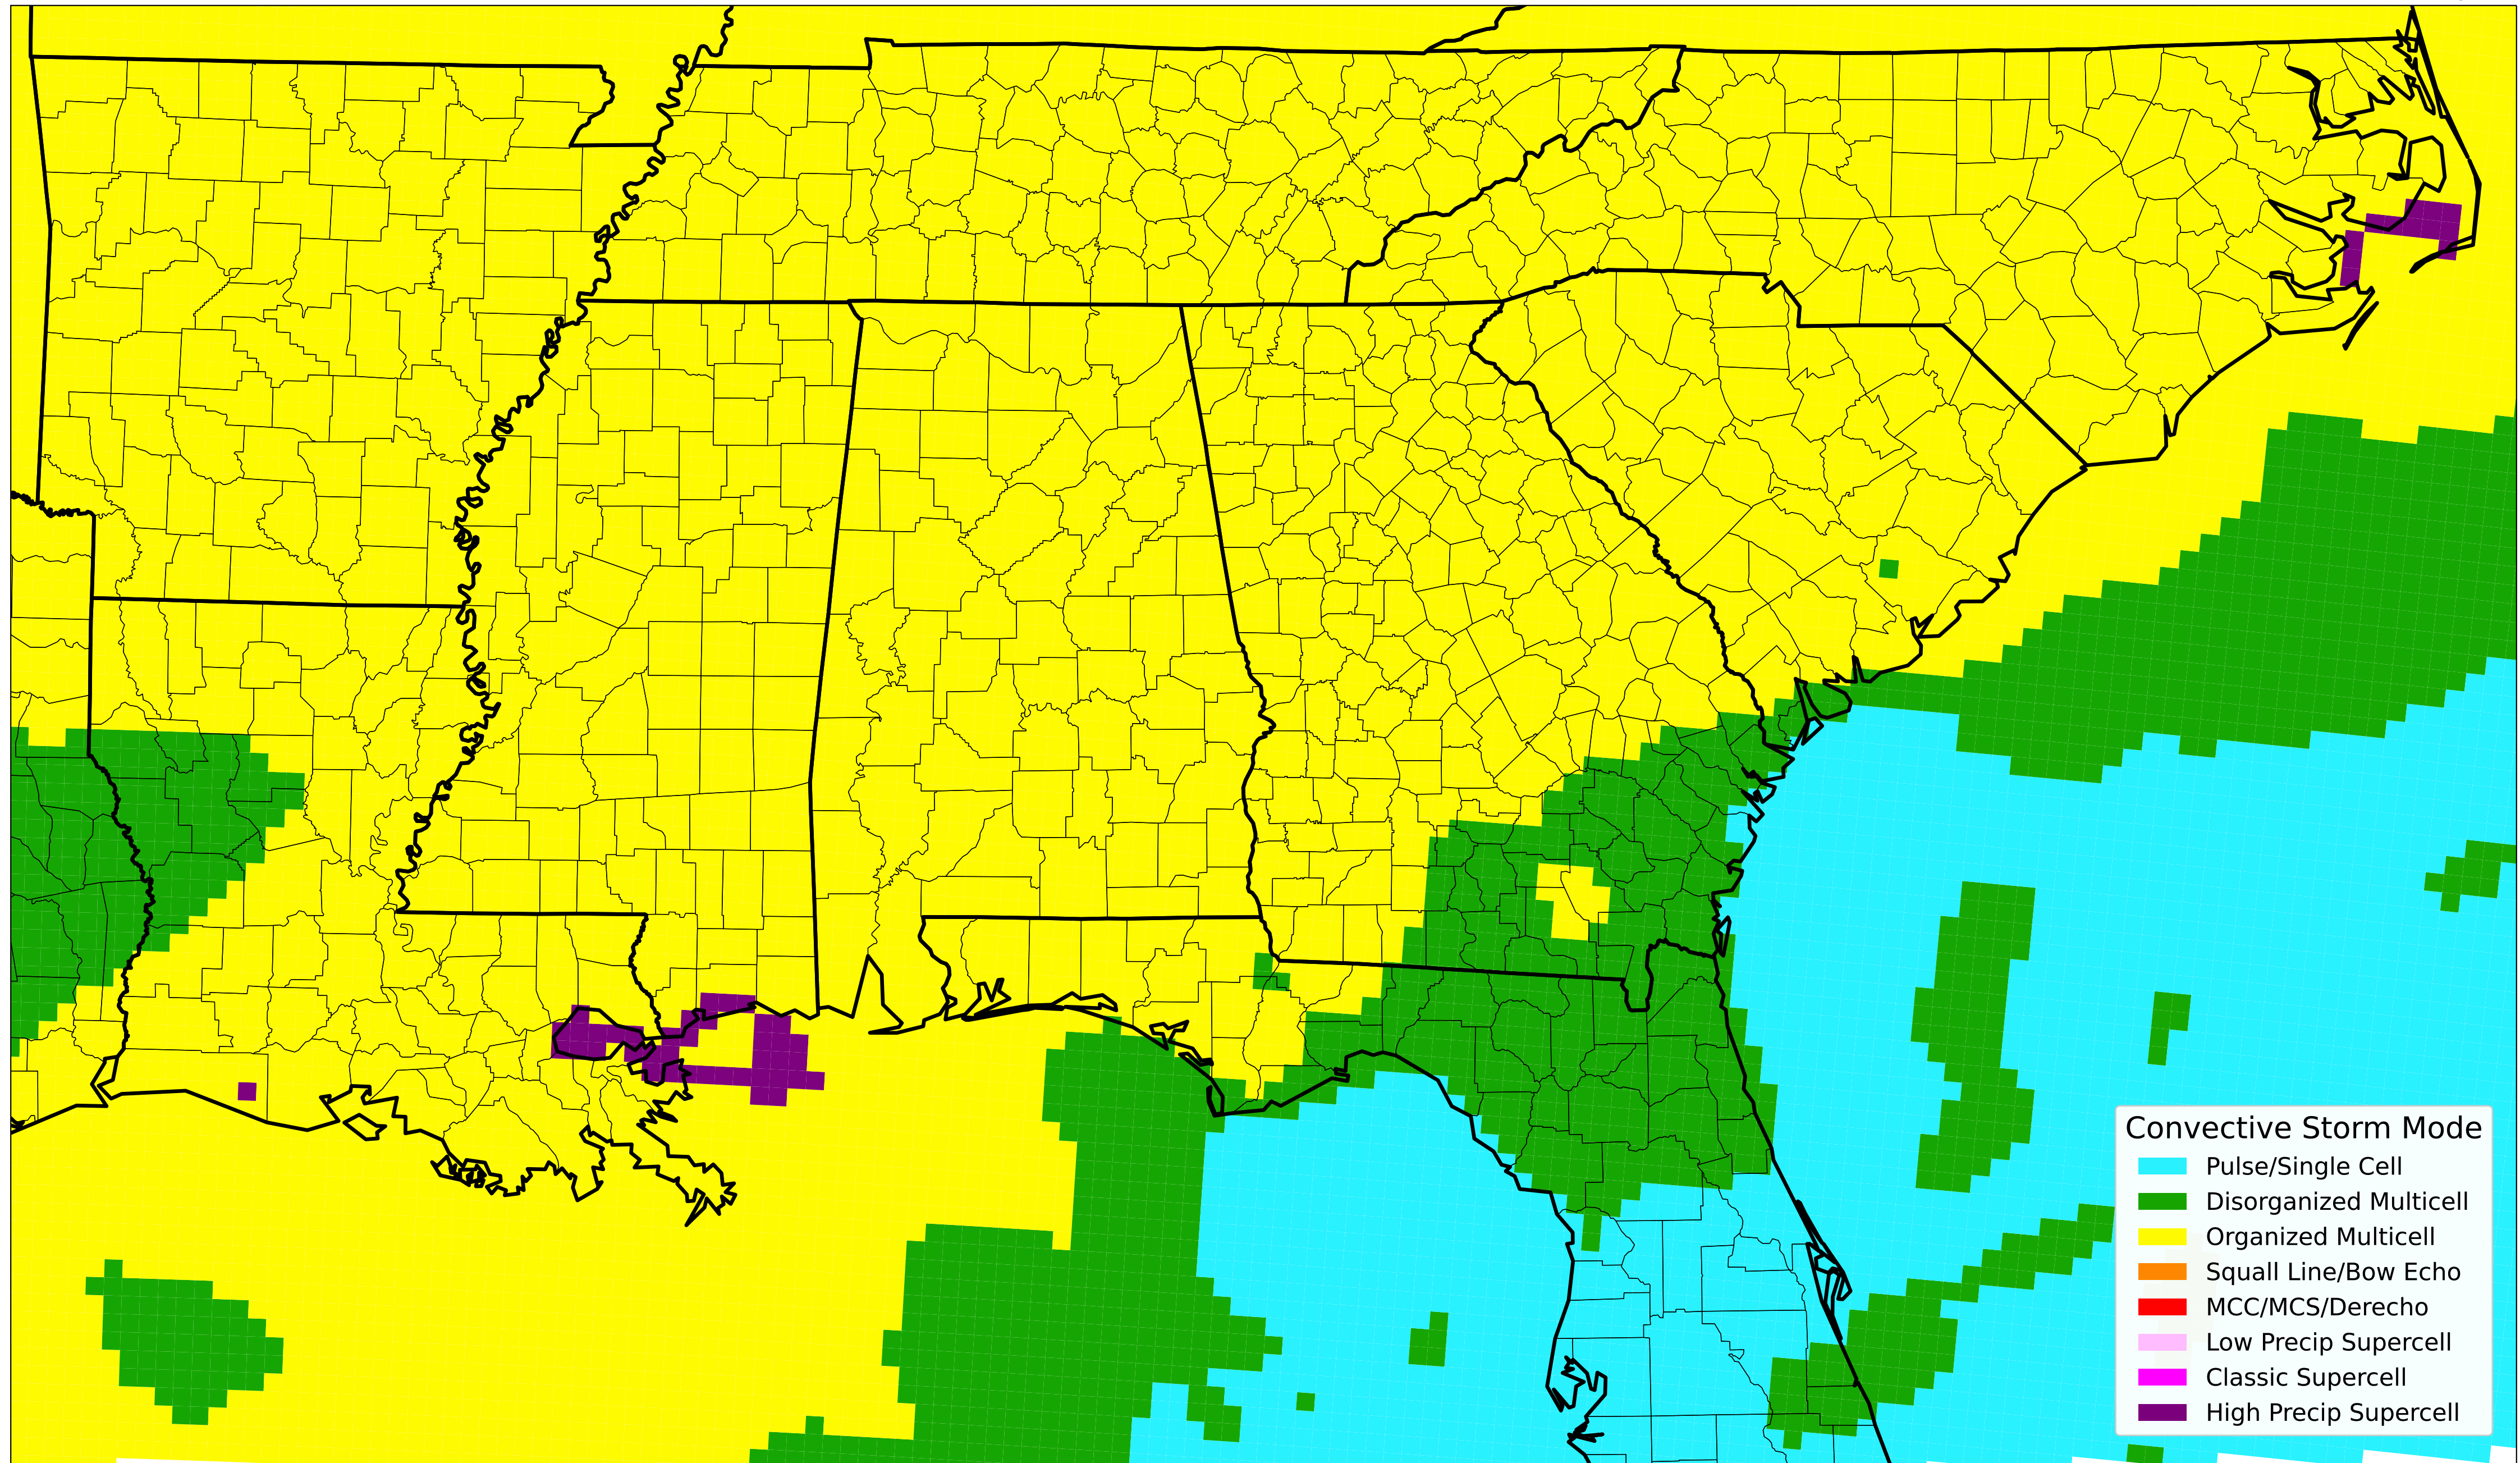 Convective Storm Mode
Pulse/Single Cell
Disorganized Multicell
Organized Multicell
Squall Line/Bow Echo
MCC/MCS/Derecho
Low Precip Supercell
Classic Supercell
High Precip Supercell